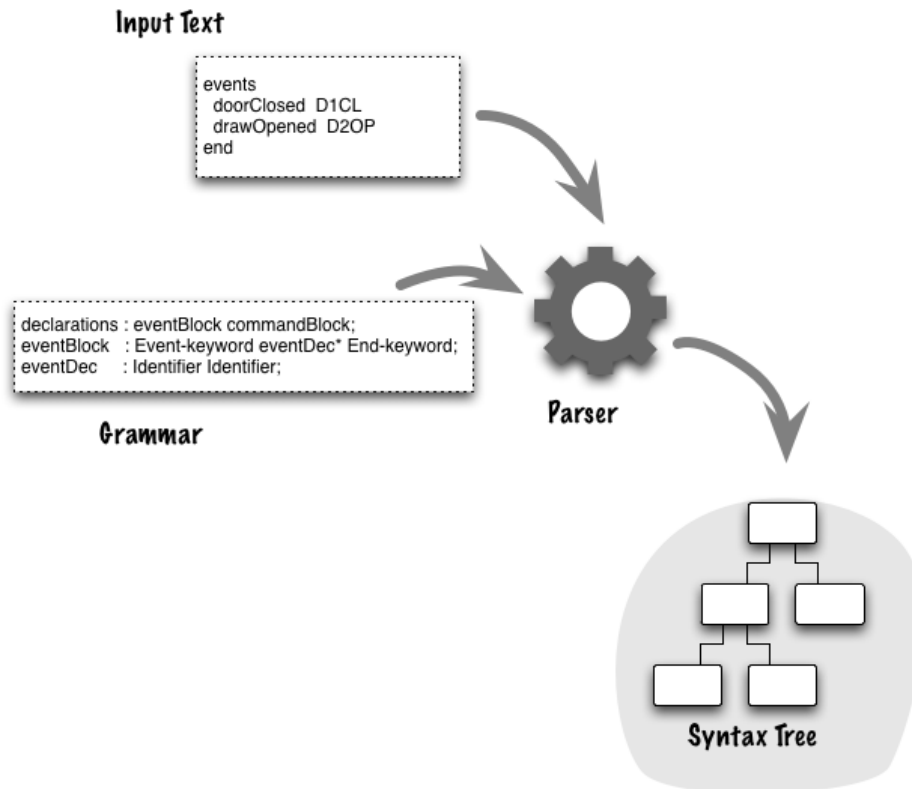 Input Text
events
doorClosed D1CL
drawOpened D2OP
end
declarations : eventBlock commandBlock;
eventBlock : Event-keyword eventDec* End-keyword;
eventDec : Identifier Identifier;
Grammar
Parser
Syntax Tree